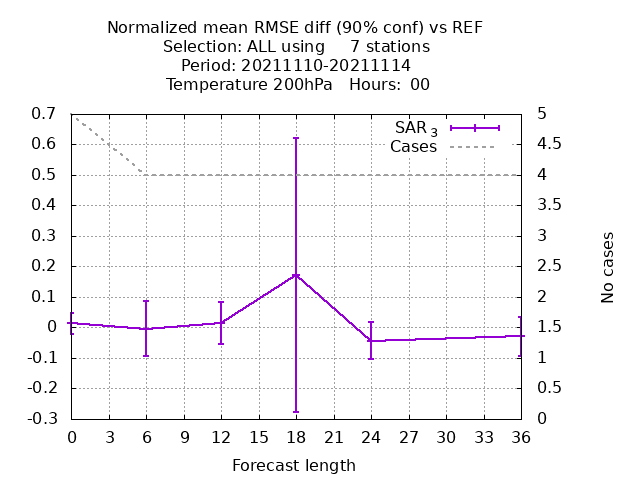 Normalized mean RMSE diff (90% conf) vs REF
Selection: ALL using     7 stations
Period: 20211110-20211114
Temperature 200hPa   Hours: 00
0.7
0.6
0.5
0.4
0.3
0.2
0.1
0
-0.1
-0.2
-0.3
SAR 3
Cases
5
4.5
4
3.5
3
2.5
2
1.5
1
0.5
0
No cases
0 3 6 9 12 15 18 21 24 27 30 33 36
Forecast length